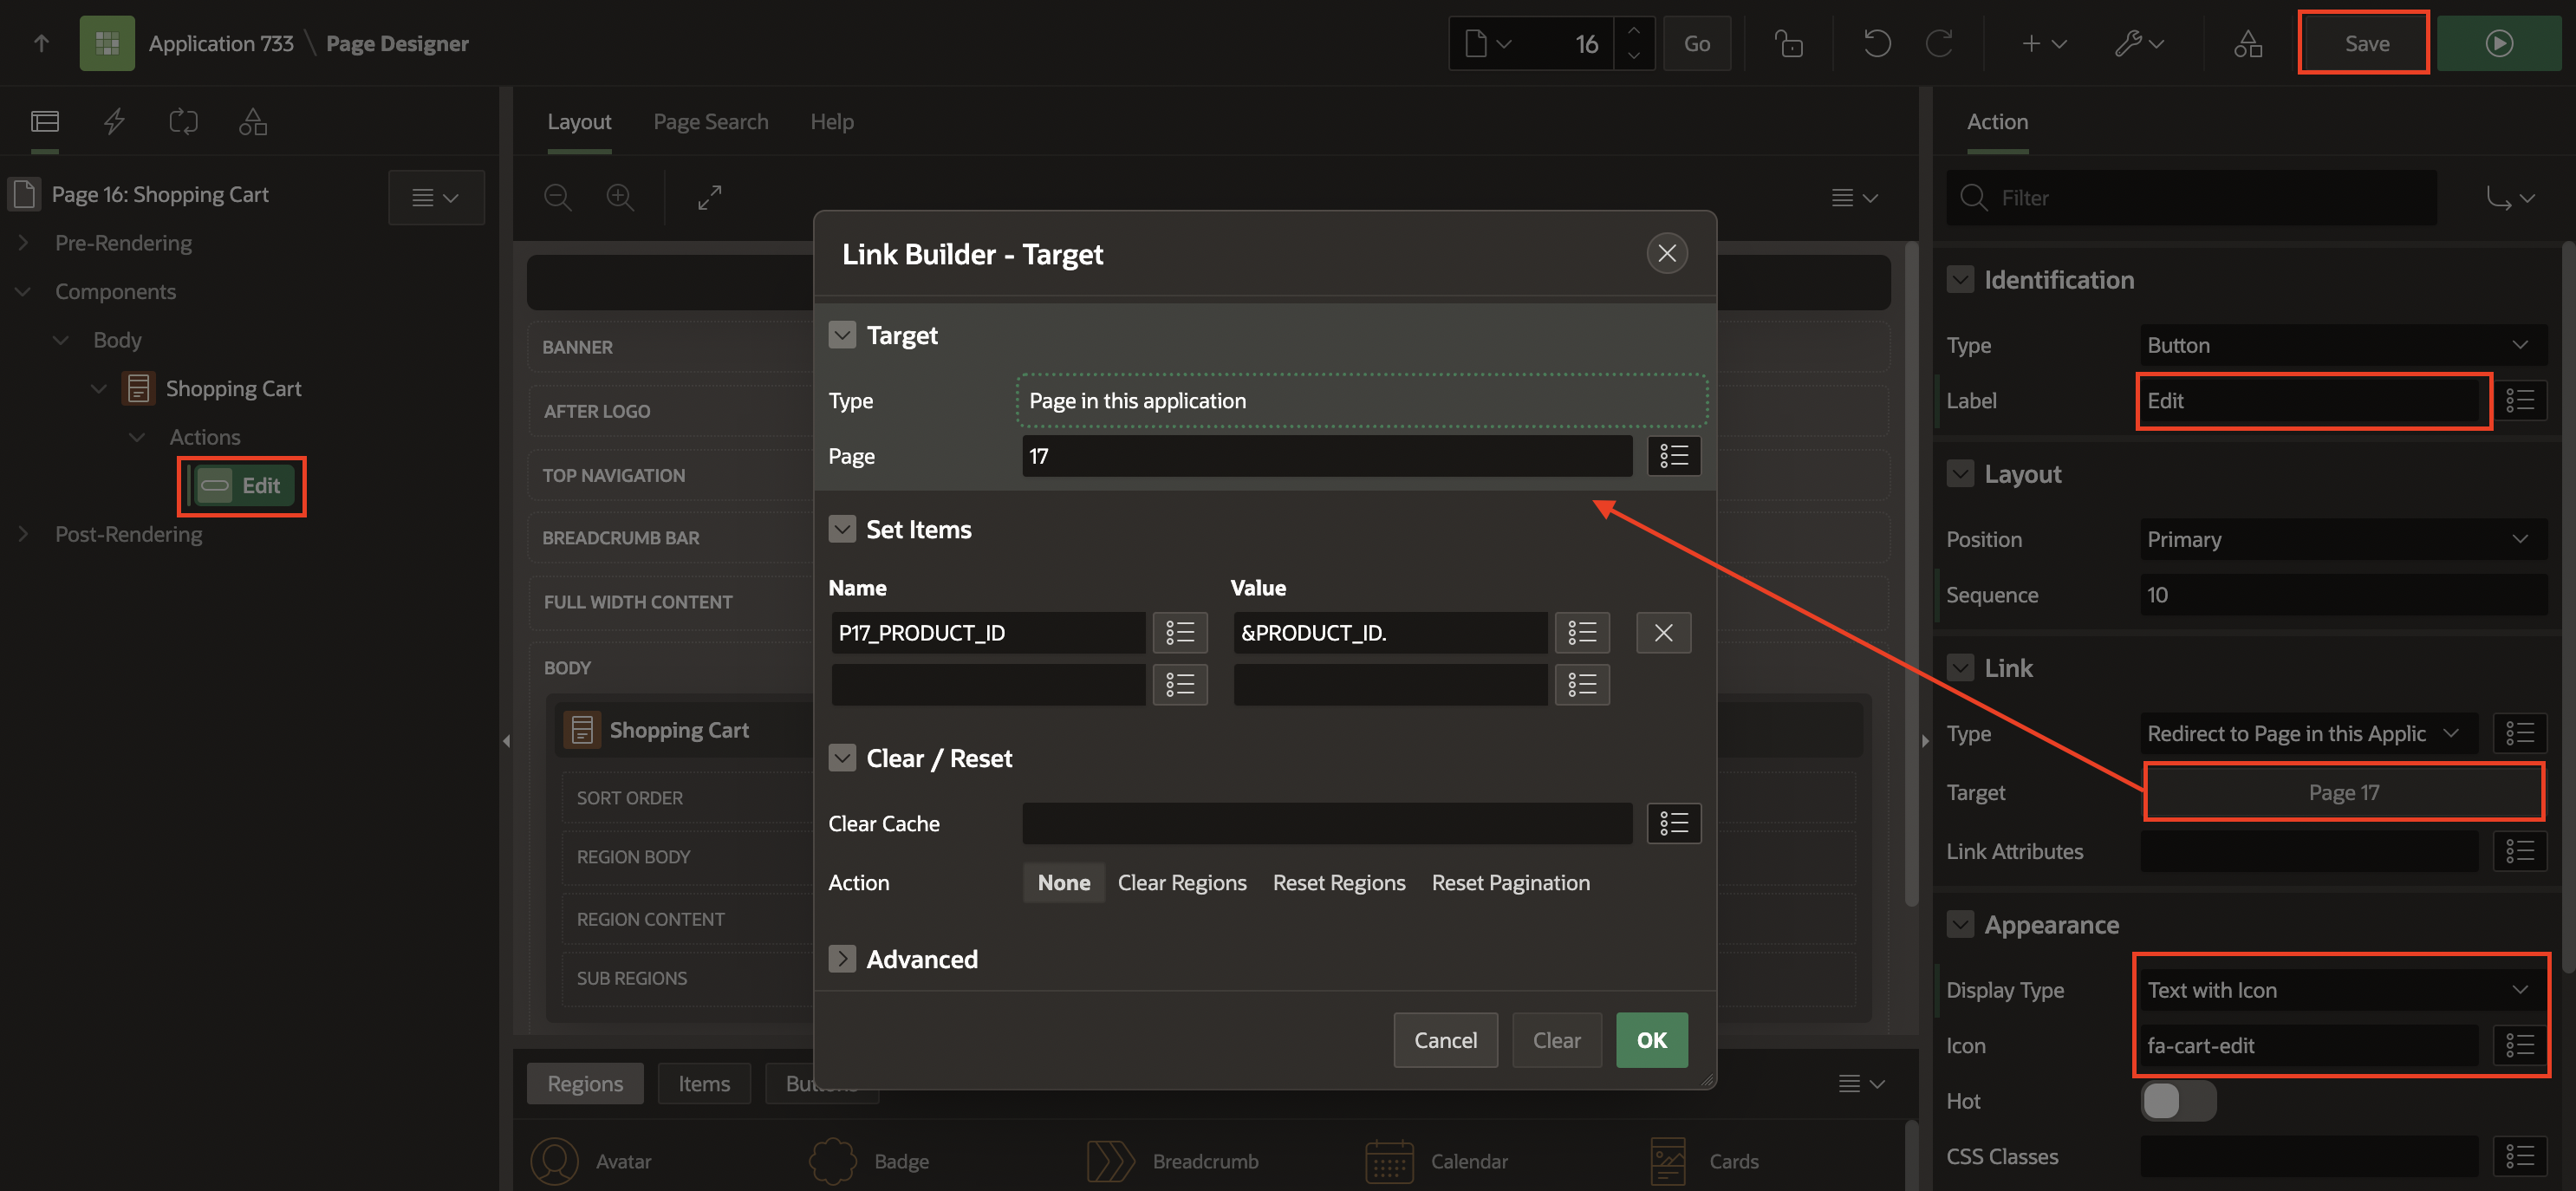 Application 733 \ Page Designer
16
Go
Save
Layout
Page Search
Help
Action
Page 16: Shopping Cart
Pre-Rendering
Components
Body
Shopping Cart
Actions
Edit
Post-Rendering
BANNER
AFTER LOGO
TOP NAVIGATION
BREADCRUMB BAR
FULL WIDTH CONTENT
BODY
Shopping Cart
SORT ORDER
REGION BODY
REGION CONTENT
SUB REGIONS
Link Builder - Target
Target
Type
Page in this application
Page
17
Set Items
Name
Value
P17_PRODUCT_ID
&PRODUCT_ID.
Clear / Reset
Clear Cache
Action
None
Clear Regions
Reset Regions
Reset Pagination
Advanced
Cancel
Clear
OK
Regions
Items
Avatar
Badge
Breadcrumb
Calendar
Cards
Filter
Identification
Type
Button
Label
Edit
Layout
Position
Primary
Sequence
10
Link
Type
Redirect to Page in this Applic
Target
Page 17
Link Attributes
Appearance
Display Type
Text with Icon
Icon
fa-cart-edit
Hot
CSS Classes